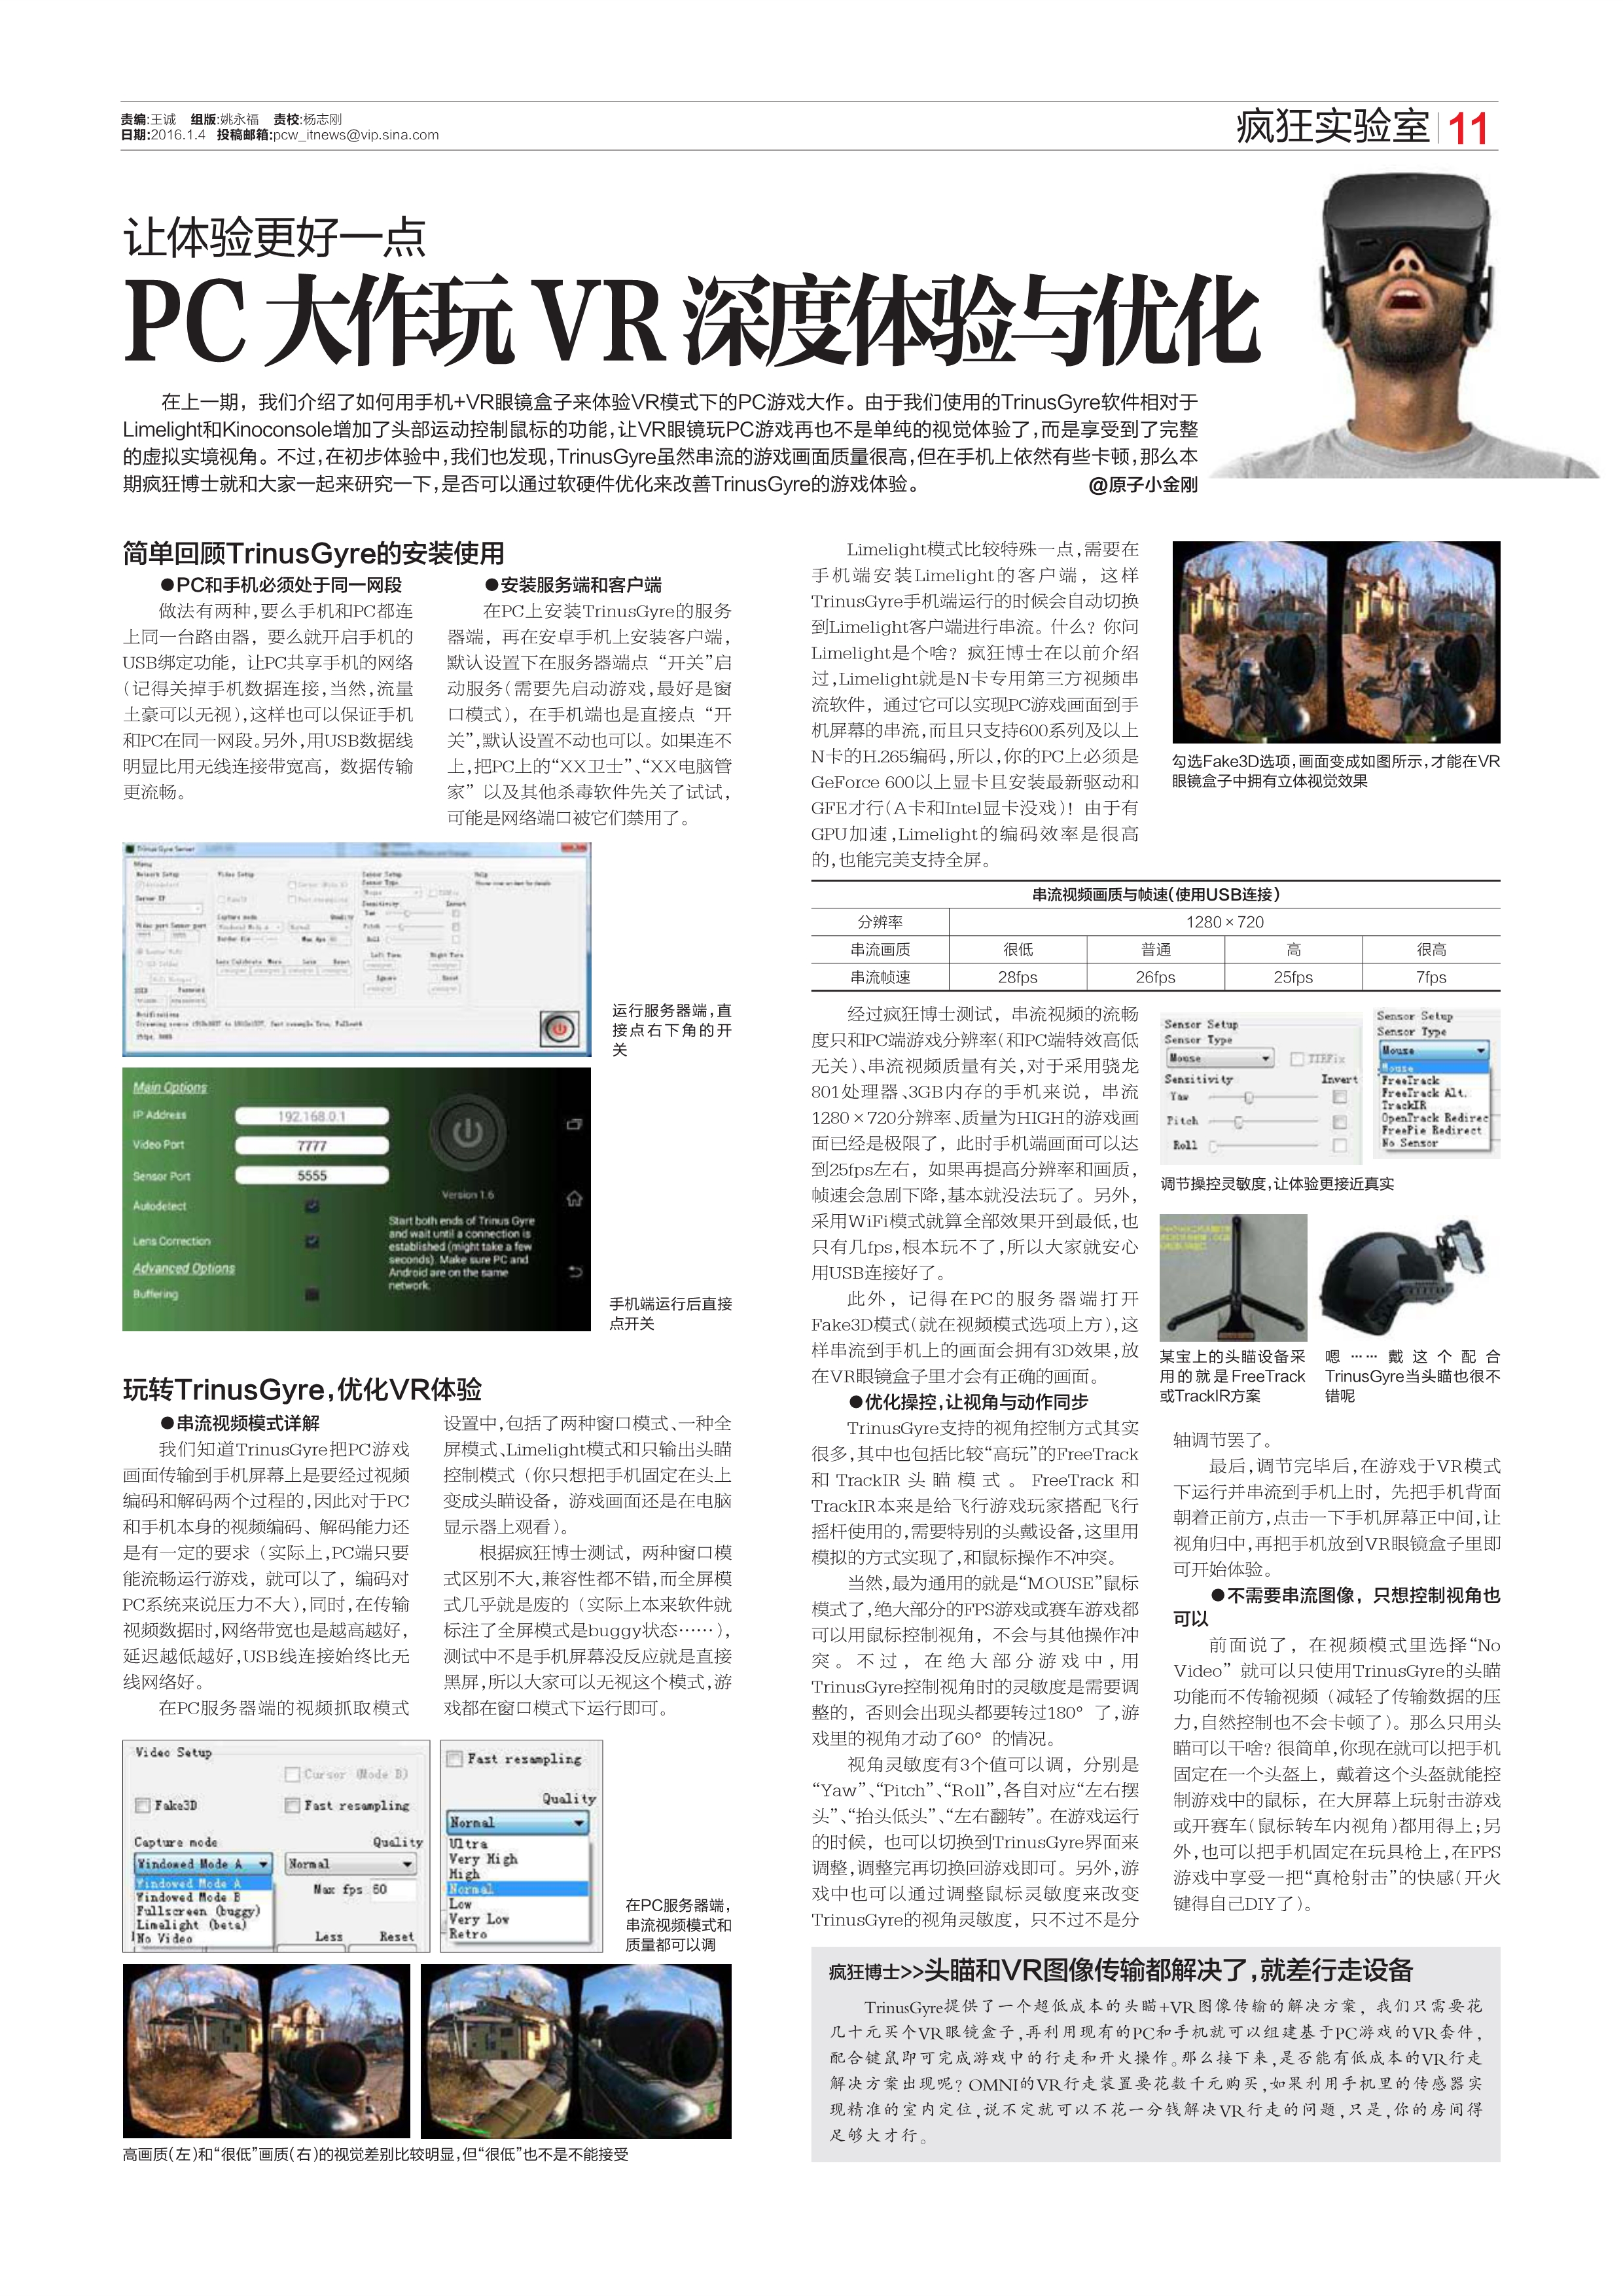 责编:王诚 组版:姚永福 责校:杨志刚
日期:2016.1.4 投稿邮箱:pcw_itnews@vip.sina.com
疯狂实验室 11
让体验更好一点
PC 大作玩 VR 深度体验与优化
在上一期，我们介绍了如何用手机+VR眼镜盒子来体验VR模式下的PC游戏大作。由于我们使用的TrinusGyre软件相对于
Limelight和Kinoconsole增加了头部运动控制鼠标的功能,让VR眼镜玩PC游戏再也不是单纯的视觉体验了,而是享受到了完整
的虚拟实境视角。不过,在初步体验中,我们也发现,TrinusGyre虽然串流的游戏画面质量很高,但在手机上依然有些卡顿,那么本
期疯狂博士就和大家一起来研究一下,是否可以通过软硬件优化来改善TrinusGyre的游戏体验。 @原子小金刚
简单回顾TrinusGyre的安装使用
●PC和手机必须处于同一网段
做法有两种,要么手机和PC都连
上同一台路由器，要么就开启手机的
USB绑定功能，让PC共享手机的网络
(记得关掉手机数据连接,当然,流量
土豪可以无视),这样也可以保证手机
和PC在同一网段。另外,用USB数据线
明显比用无线连接带宽高，数据传输
更流畅。
●安装服务端和客户端
在PC上安装TrinusGyre的服务
器端，再在安卓手机上安装客户端，
默认设置下在服务器端点“开关”启
动服务(需要先启动游戏,最好是窗
口模式)，在手机端也是直接点“开
关”,默认设置不动也可以。如果连不
上,把PC上的“XX卫士”、“XX电脑管
家”以及其他杀毒软件先关了试试，
可能是网络端口被它们禁用了。
Trinus Gyre Server
Menu
Network Setup
Video Setup
Sensor Setup
Sensor Type
Help
Server IP
Sensitivity
Invert
Capture mode
Quality
Yaw
Pitch
Roll
Video port Sensor port
Lens Calibrate More Less Reset
Left Turn
Right Turn
运行服务器端,直
接点右下角的开
关
Main Options
IP Address 192.168.0.1
Video Port 7777
Sensor Port 5555
Autodetect
Lens Correction
Advanced Options
Buffering
Version 1.6
Start both ends of Trinus Gyre
and wait until a connection is
established (might take a few
seconds). Make sure PC and
Android are on the same
network.
手机端运行后直接
点开关
玩转TrinusGyre,优化VR体验
●串流视频模式详解
我们知道TrinusGyre把PC游戏
画面传输到手机屏幕上是要经过视频
编码和解码两个过程的,因此对于PC
和手机本身的视频编码、解码能力还
是有一定的要求(实际上,PC端只要
能流畅运行游戏，就可以了，编码对
PC系统来说压力不大),同时,在传输
视频数据时,网络带宽也是越高越好，
延迟越低越好,USB线连接始终比无
线网络好。
在PC服务器端的视频抓取模式
设置中,包括了两种窗口模式、一种全
屏模式、Limelight模式和只输出头瞄
控制模式(你只想把手机固定在头上
变成头瞄设备，游戏画面还是在电脑
显示器上观看)。
根据疯狂博士测试，两种窗口模
式区别不大,兼容性都不错,而全屏模
式几乎就是废的(实际上本来软件就
标注了全屏模式是buggy状态……)，
测试中不是手机屏幕没反应就是直接
黑屏,所以大家可以无视这个模式,游
戏都在窗口模式下运行即可。
Video Setup
Cursor (Mode B)
Fake3D
Fast resampling
Capture mode
Quality
Windowed Mode A
Normal
Windowed Mode A
Windowed Mode B
Fullscreen (buggy)
Limelight (beta)
No Video
Max fps 60
Less Reset
Fast resampling
Quality
Normal
Ultra
Very High
High
Normal
Low
Very Low
Retro
在PC服务器端，
串流视频模式和
质量都可以调
高画质(左)和“很低”画质(右)的视觉差别比较明显,但“很低”也不是不能接受
Limelight模式比较特殊一点,需要在
手机端安装Limelight的客户端，这样
TrinusGyre手机端运行的时候会自动切换
到Limelight客户端进行串流。什么？你问
Limelight是个啥？疯狂博士在以前介绍
过,Limelight就是N卡专用第三方视频串
流软件，通过它可以实现PC游戏画面到手
机屏幕的串流,而且只支持600系列及以上
N卡的H.265编码,所以,你的PC上必须是
GeForce 600以上显卡且安装最新驱动和
GFE才行(A卡和Intel显卡没戏)！由于有
GPU加速,Limelight的编码效率是很高
的,也能完美支持全屏。
勾选Fake3D选项,画面变成如图所示,才能在VR
眼镜盒子中拥有立体视觉效果
串流视频画质与帧速(使用USB连接)
分辨率 1280×720
串流画质 很低 普通 高 很高
串流帧速 28fps 26fps 25fps 7fps
经过疯狂博士测试，串流视频的流畅
度只和PC端游戏分辨率(和PC端特效高低
无关)、串流视频质量有关,对于采用骁龙
801处理器、3GB内存的手机来说，串流
1280×720分辨率、质量为HIGH的游戏画
面已经是极限了，此时手机端画面可以达
到25fps左右，如果再提高分辨率和画质，
帧速会急剧下降,基本就没法玩了。另外，
采用WiFi模式就算全部效果开到最低,也
只有几fps,根本玩不了,所以大家就安心
用USB连接好了。
此外，记得在PC的服务器端打开
Fake3D模式(就在视频模式选项上方),这
样串流到手机上的画面会拥有3D效果,放
在VR眼镜盒子里才会有正确的画面。
●优化操控,让视角与动作同步
TrinusGyre支持的视角控制方式其实
很多,其中也包括比较“高玩”的FreeTrack
和TrackIR头瞄模式。FreeTrack和
TrackIR本来是给飞行游戏玩家搭配飞行
摇杆使用的,需要特别的头戴设备,这里用
模拟的方式实现了,和鼠标操作不冲突。
当然,最为通用的就是“MOUSE”鼠标
模式了,绝大部分的FPS游戏或赛车游戏都
可以用鼠标控制视角，不会与其他操作冲
突。不过，在绝大部分游戏中,用
TrinusGyre控制视角时的灵敏度是需要调
整的，否则会出现头都要转过180°了,游
戏里的视角才动了60°的情况。
视角灵敏度有3个值可以调，分别是
“Yaw”、“Pitch”、“Roll”,各自对应“左右摆
头”、“抬头低头”、“左右翻转”。在游戏运行
的时候，也可以切换到TrinusGyre界面来
调整,调整完再切换回游戏即可。另外,游
戏中也可以通过调整鼠标灵敏度来改变
TrinusGyre的视角灵敏度，只不过不是分
Sensor Setup
Sensor Type
Mouse
TIEFix
Sensitivity
Invert
Yaw
Pitch
Roll
Sensor Setup
Sensor Type
Mouse
Mouse
FreeTrack
FreeTrack Alt.
TrackIR
OpenTrack Redirec
FreePie Redirect
No Sensor
调节操控灵敏度,让体验更接近真实
某宝上的头瞄设备采
用的就是FreeTrack
或TrackIR方案
嗯……戴这个配合
TrinusGyre当头瞄也很不
错呢
轴调节罢了。
最后,调节完毕后,在游戏于VR模式
下运行并串流到手机上时，先把手机背面
朝着正前方,点击一下手机屏幕正中间,让
视角归中,再把手机放到VR眼镜盒子里即
可开始体验。
●不需要串流图像，只想控制视角也
可以
前面说了，在视频模式里选择“No
Video”就可以只使用TrinusGyre的头瞄
功能而不传输视频(减轻了传输数据的压
力,自然控制也不会卡顿了)。那么只用头
瞄可以干啥？很简单,你现在就可以把手机
固定在一个头盔上，戴着这个头盔就能控
制游戏中的鼠标，在大屏幕上玩射击游戏
或开赛车(鼠标转车内视角)都用得上;另
外,也可以把手机固定在玩具枪上,在FPS
游戏中享受一把“真枪射击”的快感(开火
键得自己DIY了)。
疯狂博士>>头瞄和VR图像传输都解决了,就差行走设备
TrinusGyre提供了一个超低成本的头瞄+VR图像传输的解决方案，我们只需要花
几十元买个VR眼镜盒子,再利用现有的PC和手机就可以组建基于PC游戏的VR套件，
配合键鼠即可完成游戏中的行走和开火操作。那么接下来,是否能有低成本的VR行走
解决方案出现呢？OMNI的VR行走装置要花数千元购买,如果利用手机里的传感器实
现精准的室内定位,说不定就可以不花一分钱解决VR行走的问题,只是,你的房间得
足够大才行。